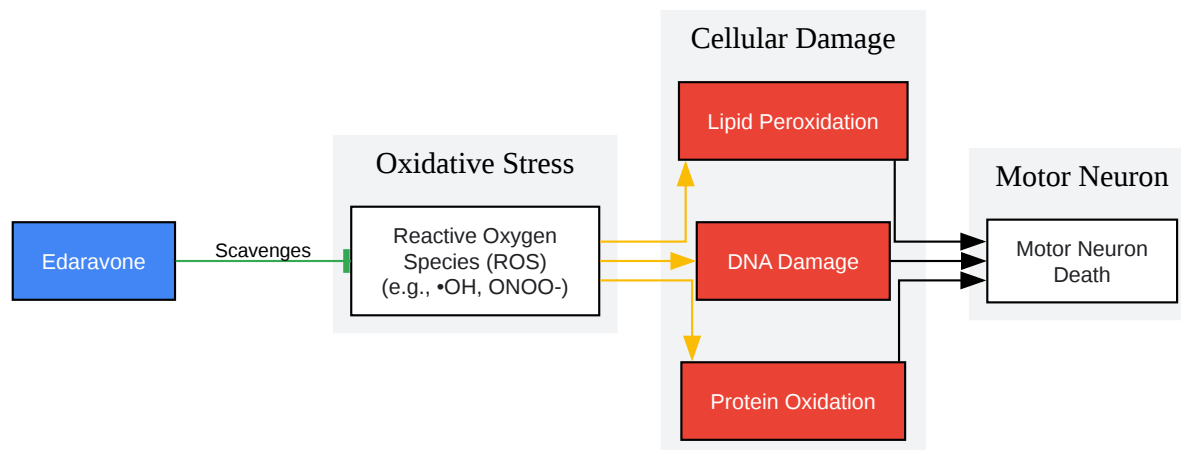 Edaravone
Scavenges
Oxidative Stress
Reactive Oxygen
Species (ROS)
(e.g., •OH, ONOO-)
Cellular Damage
Lipid Peroxidation
DNA Damage
Protein Oxidation
Motor Neuron
Motor Neuron
Death